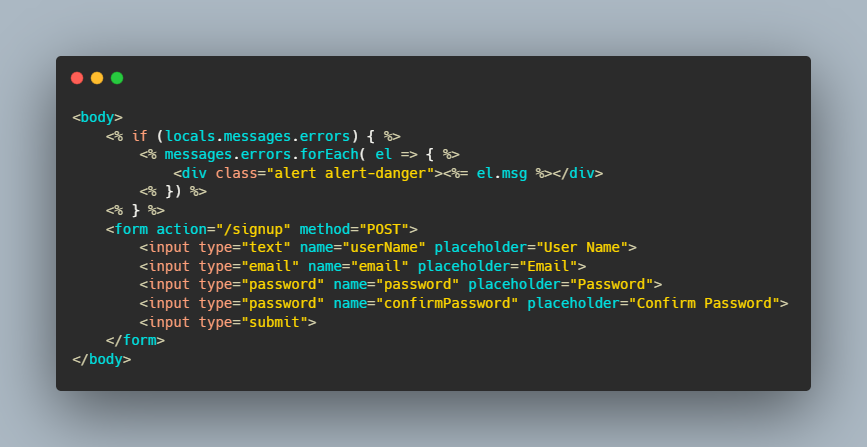 <body>
    <% if (locals.messages.errors) { %>
        <% messages.errors.forEach( el => { %>
            <div class="alert alert-danger"><%= el.msg %></div>
        <% }) %>
    <% } %>
    <form action="/signup" method="POST">
        <input type="text" name="userName" placeholder="User Name">
        <input type="email" name="email" placeholder="Email">
        <input type="password" name="password" placeholder="Password">
        <input type="password" name="confirmPassword" placeholder="Confirm Password">
        <input type="submit">
    </form>
</body>